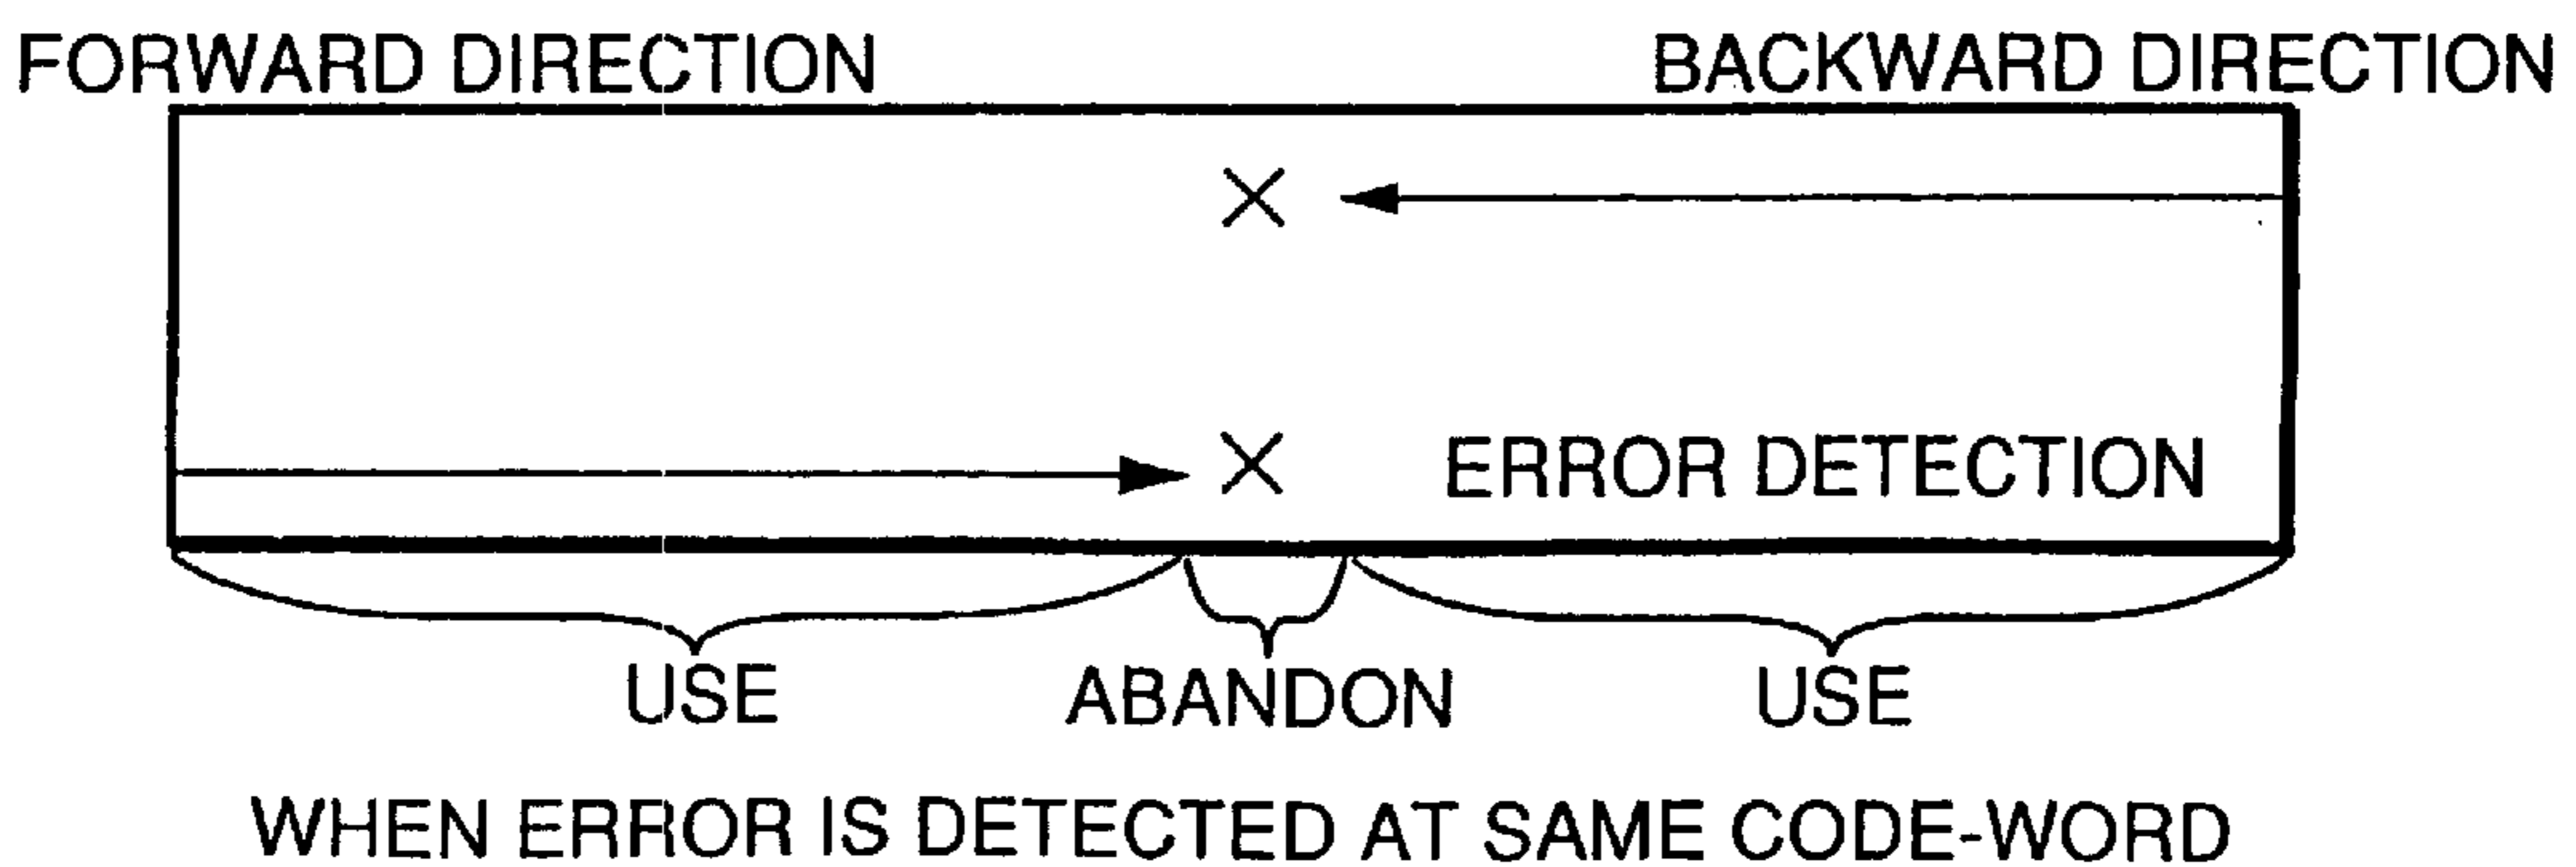 FORWARD DIRECTION BACKWARD DIRECTION
ERROR DETECTION
USE ABANDON USE
WHEN ERROR IS DETECTED AT SAME CODE-WORD